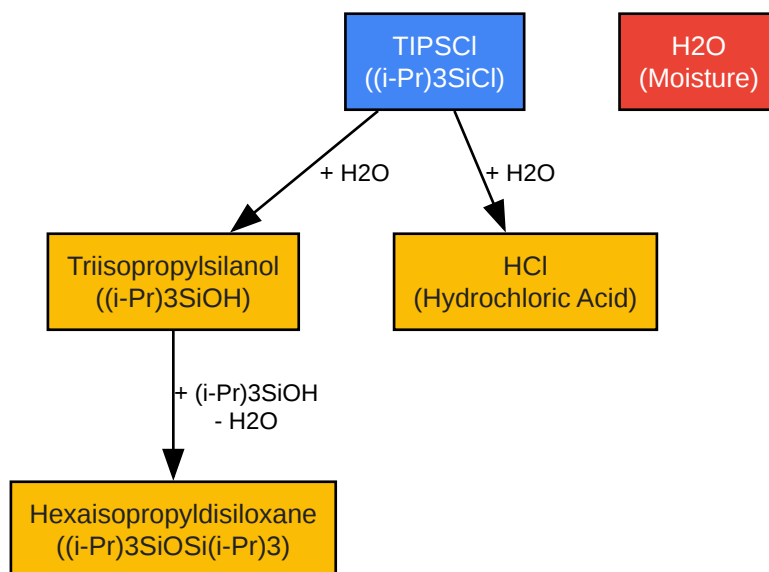 TIPSCl
((i-Pr)3SiCl)
H2O
(Moisture)
+ H2O
+ H2O
Triisopropylsilanol
((i-Pr)3SiOH)
HCl
(Hydrochloric Acid)
+ (i-Pr)3SiOH
- H2O
Hexaisopropyldisiloxane
((i-Pr)3SiOSi(i-Pr)3)